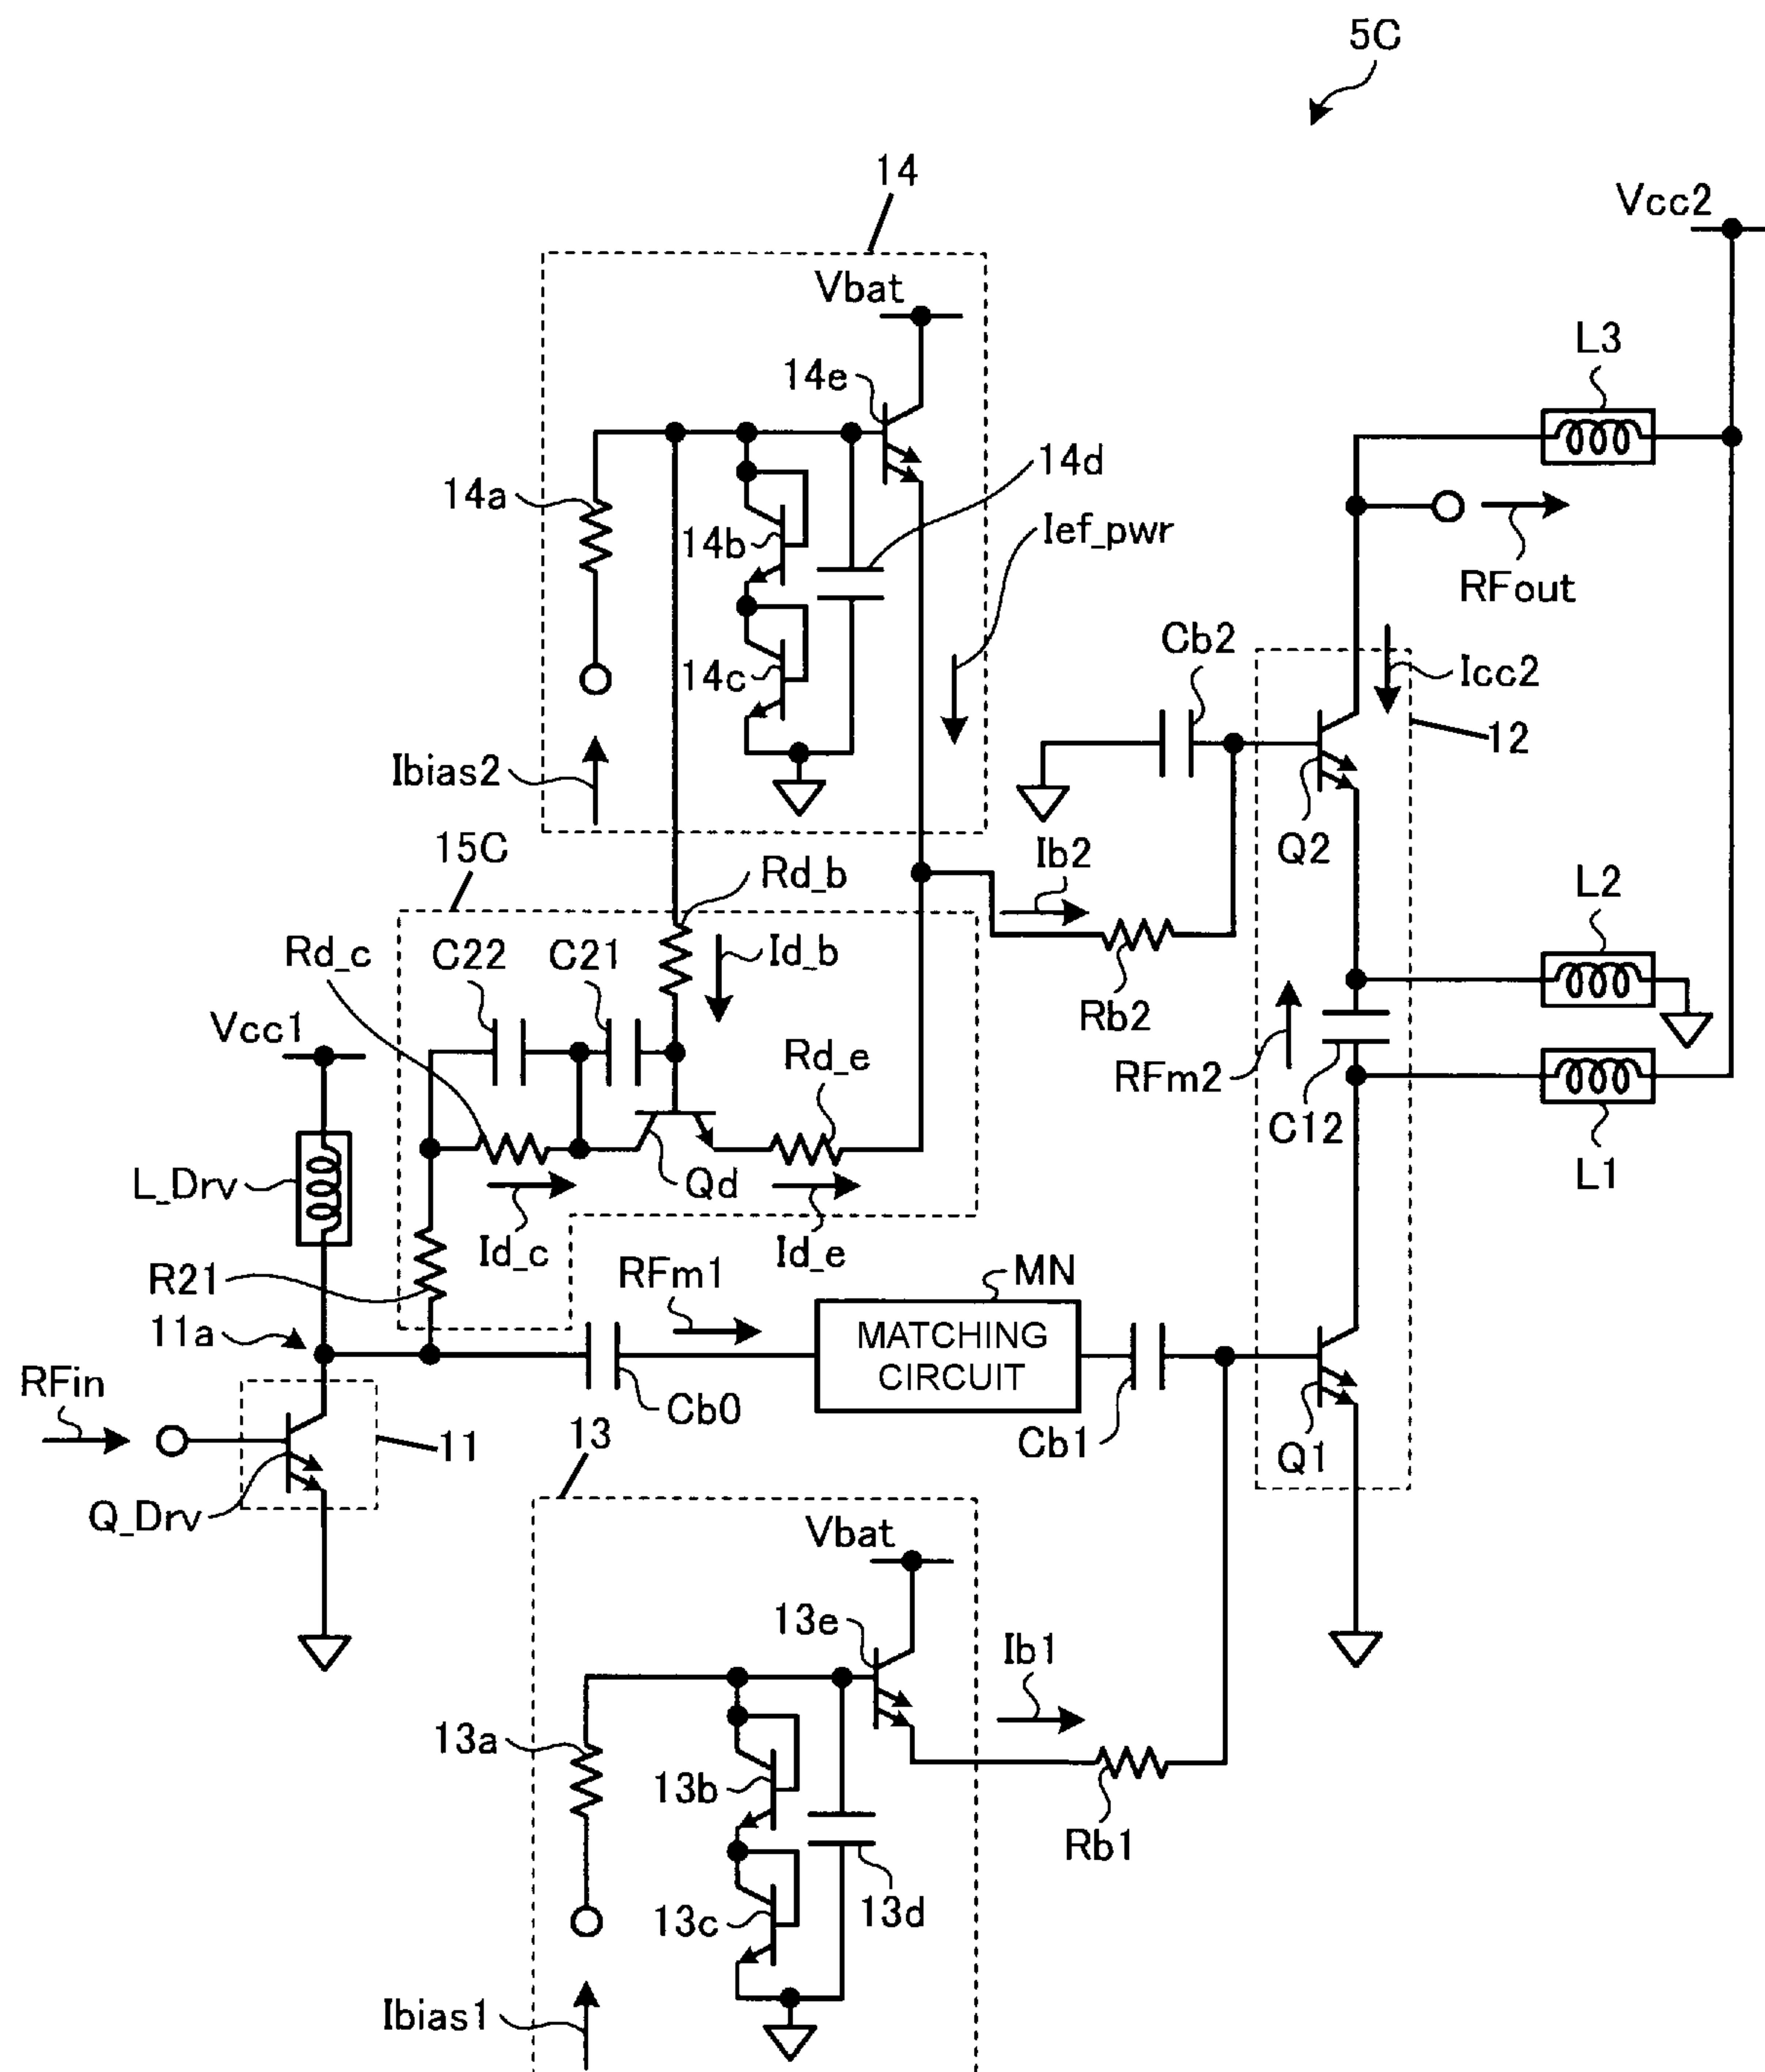 5C
14
Vcc2
Vbat
L3
14e
14d
14a
14b
Ief_pwr
RFout
14c
Cb2
Icc2
12
Ibias2
Q2
15C
Rd_b
Ib2
L2
Rd_c
C22
C21
Id_b
Rb2
Vcc1
Rd_e
RFm2
C12
L_Drv
Qd
L1
Id_c
Id_e
R21
RFm1
MN
11a
MATCHING
CIRCUIT
RFin
Cb0
11
13
Cb1
Q1
Q_Drv
Vbat
13e
Ib1
13a
13b
Rb1
13c
13d
Ibias1